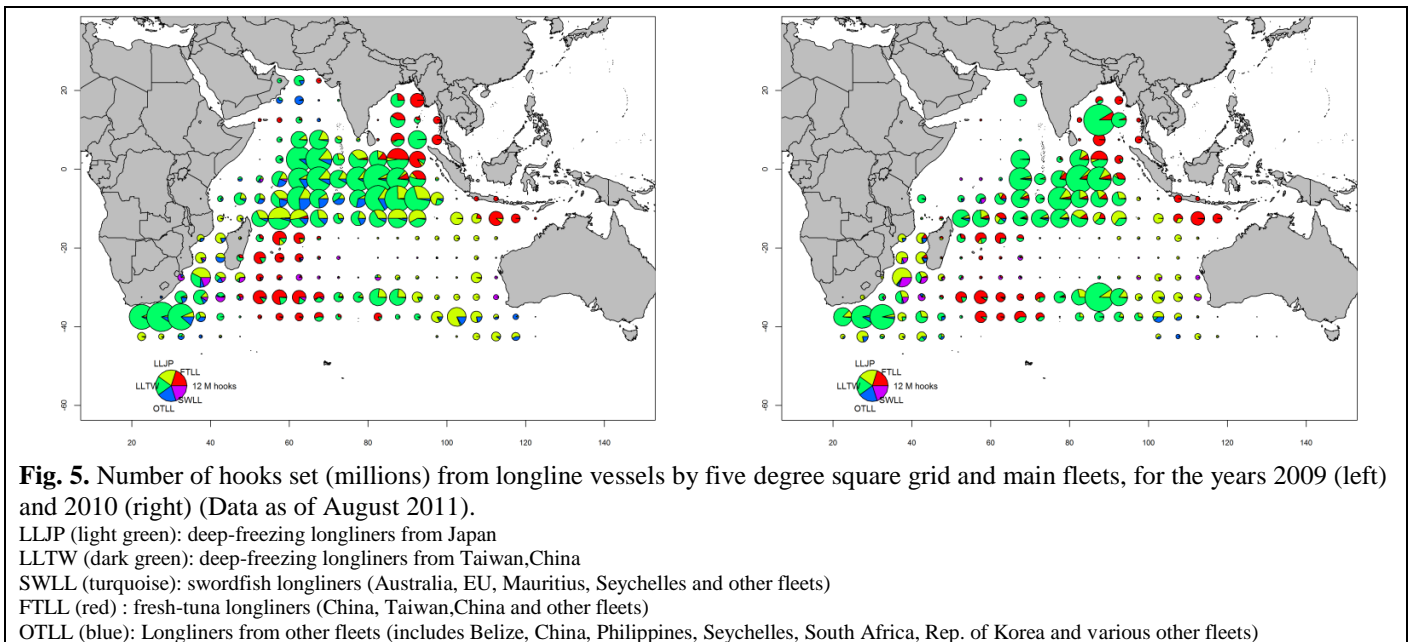 20
0
-20
-40
-60
LLJP
FTLL
LLTW
12 M hooks
SWLL
OTLL
20 40 60 80 100 120 140
20
0
-20
-40
-60
LLJP
FTLL
LLTW
12 M hooks
SWLL
OTLL
20 40 60 80 100 120 140
Fig. 5. Number of hooks set (millions) from longline vessels by five degree square grid and main fleets, for the years 2009 (left)
and 2010 (right) (Data as of August 2011).
LLJP (light green): deep-freezing longliners from Japan
LLTW (dark green): deep-freezing longliners from Taiwan,China
SWLL (turquoise): swordfish longliners (Australia, EU, Mauritius, Seychelles and other fleets)
FTLL (red) : fresh-tuna longliners (China, Taiwan,China and other fleets)
OTLL (blue): Longliners from other fleets (includes Belize, China, Philippines, Seychelles, South Africa, Rep. of Korea and various other fleets)